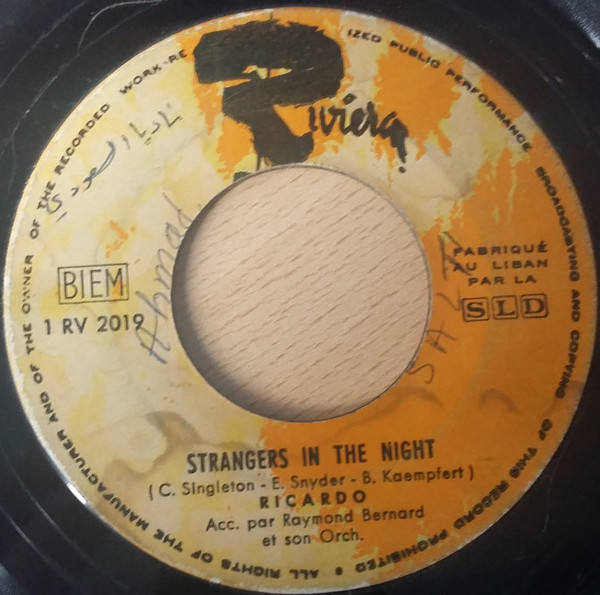 Riviera
ALL RIGHTS OF THE MANUFACTURER AND OF THE OWNER OF THE RECORDED WORK RE
IZED PUBLIC PERFORMANCE BROADCASTING AND COPYING OF THIS RECORD PROHIBITED •
Ahmad
BIEM
1 RV 2019
FABRIQUÉ
AU LIBAN
PAR LA
SLD
STRANGERS IN THE NIGHT
( C. Singleton - E. Snyder - B. Kaempfert )
RICARDO
Acc. par Raymond Bernard
et son Orch.